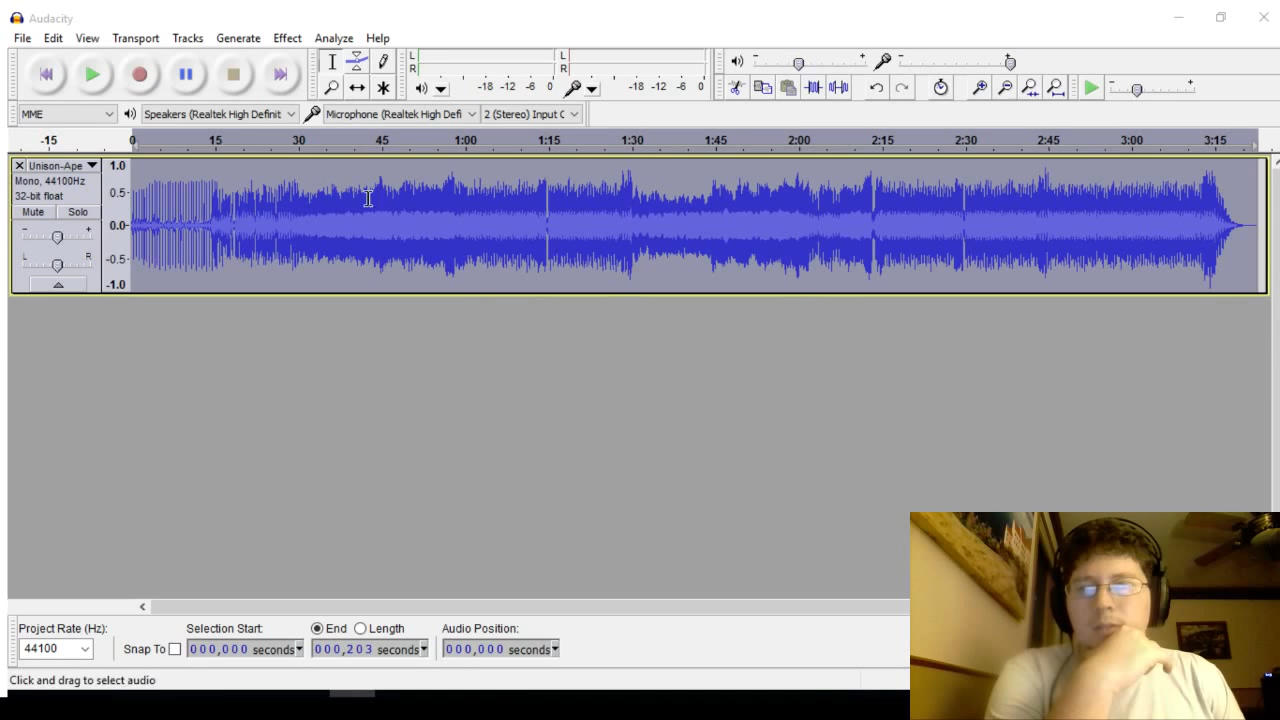 Audacity
File Edit View Transport Tracks Generate Effect Analyze Help
L
R
-18 -12 -6 0
L
R
-18 -12 -6 0
MME Speakers (Realtek High Definit Microphone (Realtek High Defi 2 (Stereo) Input C
-15 0 15 30 45 1:00 1:15 1:30 1:45 2:00 2:15 2:30 2:45 3:00 3:15
Unison-Ape
Mono, 44100Hz
32-bit float
Mute Solo
- +
L R
1.0
0.5-
0.0-
-0.5-
-1.0
Project Rate (Hz): Selection Start: End Length Audio Position:
44100 Snap To 000,000 seconds 000,203 seconds 000,000 seconds
Click and drag to select audio